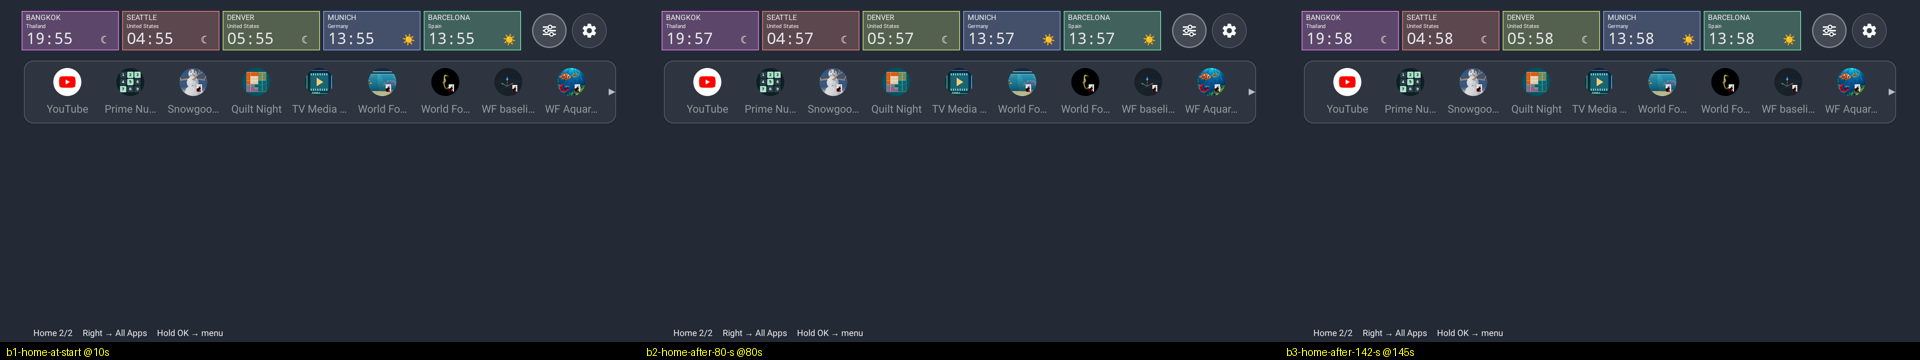 BANGKOK SEATTLE DENVER MUNICH BARCELONA
Thailand United States United States Germany Spain
19:55 04:55 05:55 13:55 13:55
YouTube Prime Nu... Snowgoo... Quilt Night TV Media ... World Fo... World Fo... WF baseli... WF Aquar...
Home 2/2 Right → All Apps Hold OK → menu
b1-home-at-start @10s
BANGKOK SEATTLE DENVER MUNICH BARCELONA
Thailand United States United States Germany Spain
19:57 04:57 05:57 13:57 13:57
YouTube Prime Nu... Snowgoo... Quilt Night TV Media ... World Fo... World Fo... WF baseli... WF Aquar...
Home 2/2 Right → All Apps Hold OK → menu
b2-home-after-80-s @80s
BANGKOK SEATTLE DENVER MUNICH BARCELONA
Thailand United States United States Germany Spain
19:58 04:58 05:58 13:58 13:58
YouTube Prime Nu... Snowgoo... Quilt Night TV Media ... World Fo... World Fo... WF baseli... WF Aquar...
Home 2/2 Right → All Apps Hold OK → menu
b3-home-after-142-s @145s